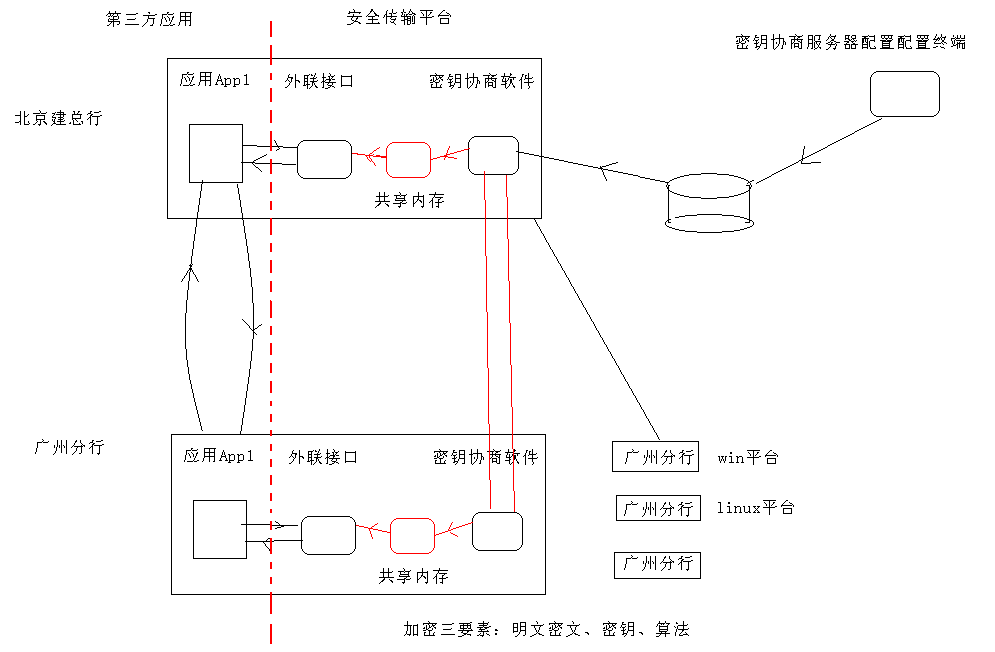 第三方应用
安全传输平台
密钥协商服务器配置配置终端
应用App1
外联接口
密钥协商软件
北京建总行
共享内存
广州分行
应用App1
外联接口
密钥协商软件
广州分行
win平台
广州分行
linux平台
广州分行
共享内存
加密三要素：明文密文、密钥、算法